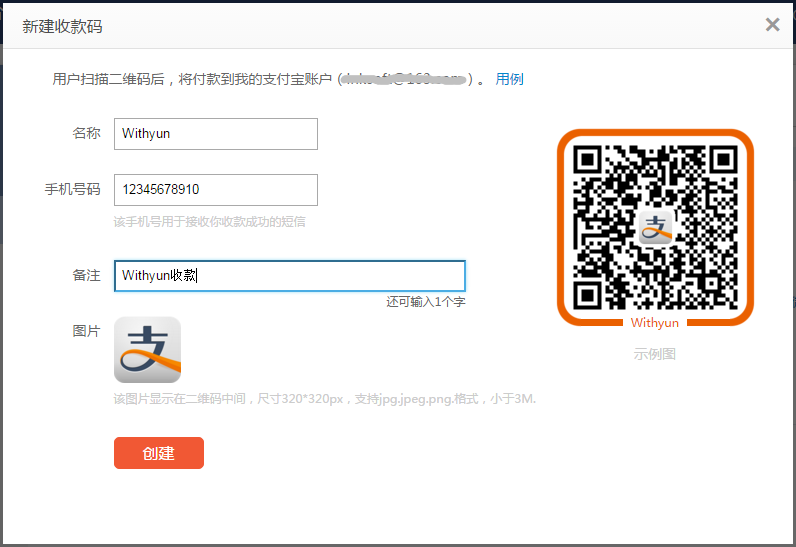 新建收款码
用户扫描二维码后，将付款到我的支付宝账户 ( ) 。 用例
名称
Withyun
手机号码
12345678910
该手机号用于接收你收款成功的短信
备注
Withyun收款
还可输入1个字
图片
支
该图片显示在二维码中间，尺寸320*320px，支持jpg.jpeg.png.格式，小于3M.
创建
支
Withyun
示例图